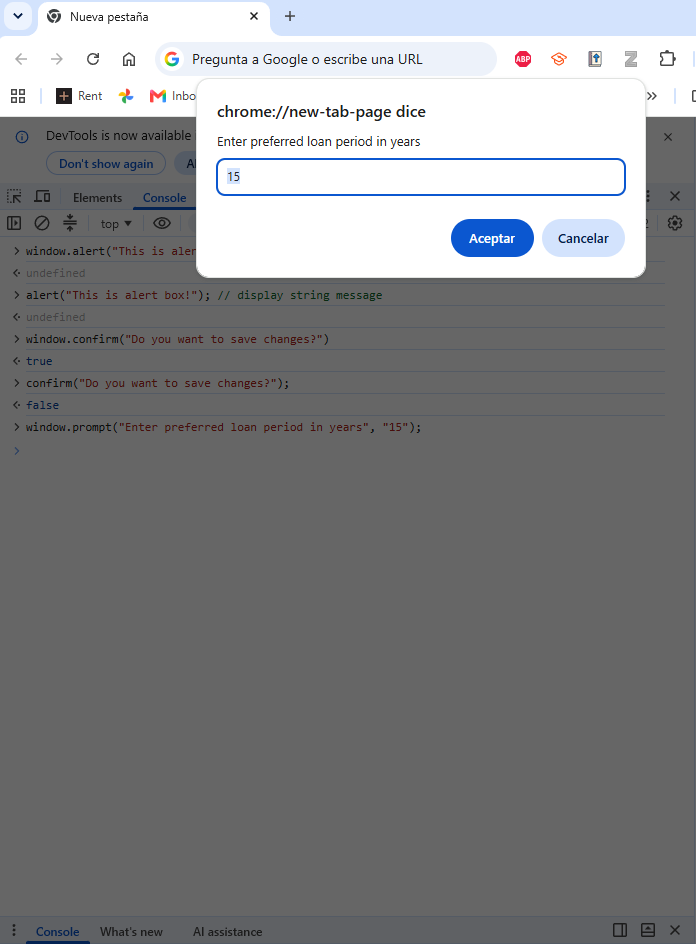 Nueva pestaña
Pregunta a Google o escribe una URL
ABP
Rent
Inbo
chrome://new-tab-page dice
Enter preferred loan period in years
15
Aceptar
Cancelar
DevTools is now available
Don't show again
Elements
Console
top
> window.alert("This is aler
undefined
> alert("This is alert box!"); // display string message
undefined
> window.confirm("Do you want to save changes?")
true
> confirm("Do you want to save changes?");
false
> window.prompt("Enter preferred loan period in years", "15");
>
Console What's new AI assistance